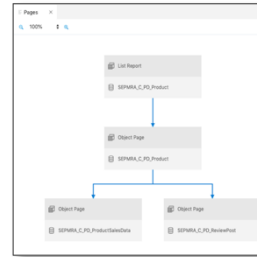 Pages ×
100%
List Report
SEPMRA_C_PD_Product
Object Page
SEPMRA_C_PD_Product
Object Page
SEPMRA_C_PD_ProductSalesData
Object Page
SEPMRA_C_PD_ReviewPost